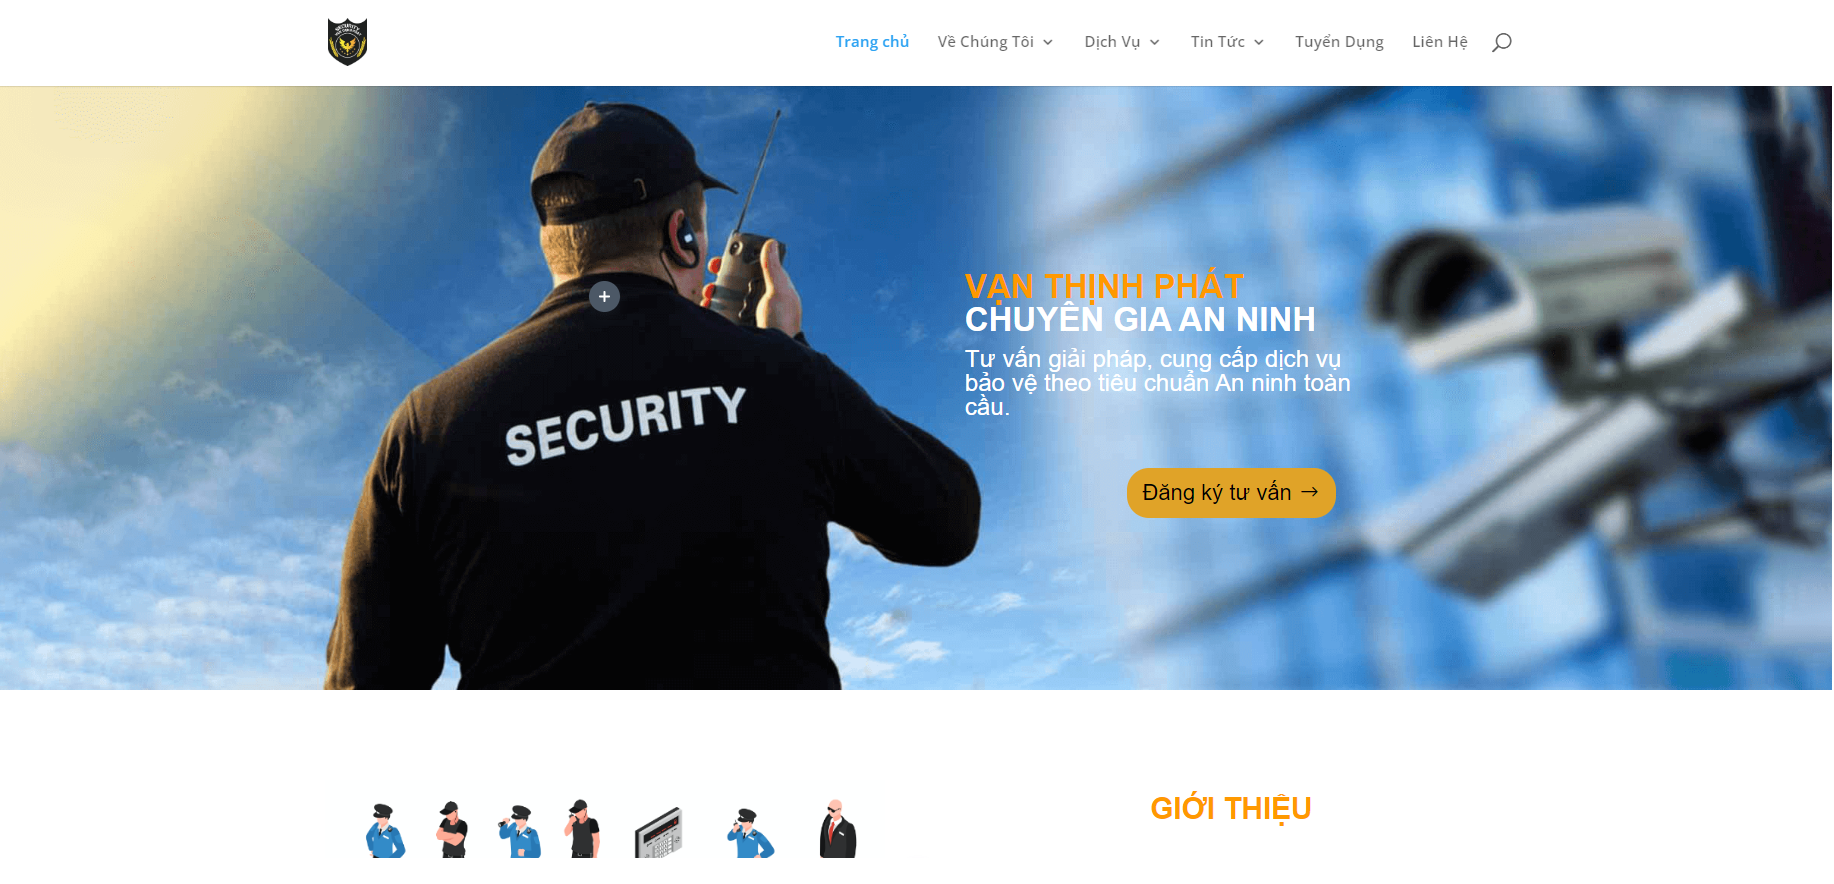 SECURITY
Trang chủ
Về Chúng Tôi
Dịch Vụ
Tin Tức
Tuyển Dụng
Liên Hệ
VẠN THỊNH PHÁT
CHUYÊN GIA AN NINH
Tư vấn giải pháp, cung cấp dịch vụ
bảo vệ theo tiêu chuẩn An ninh toàn
cầu.
SECURITY
Đăng ký tư vấn
GIỚI THIỆU